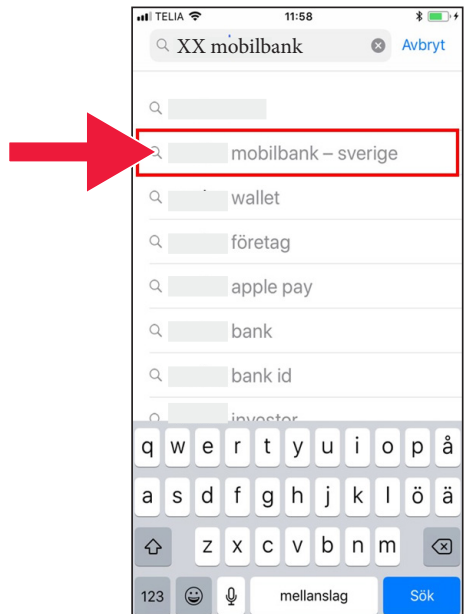 TELIA 11:58
XX mobilbank Avbryt
mobilbank – sverige
wallet
företag
apple pay
bank
bank id
investor
q w e r t y u i o p å
a s d f g h j k l ö ä
z x c v b n m
123 mellanslag Sök